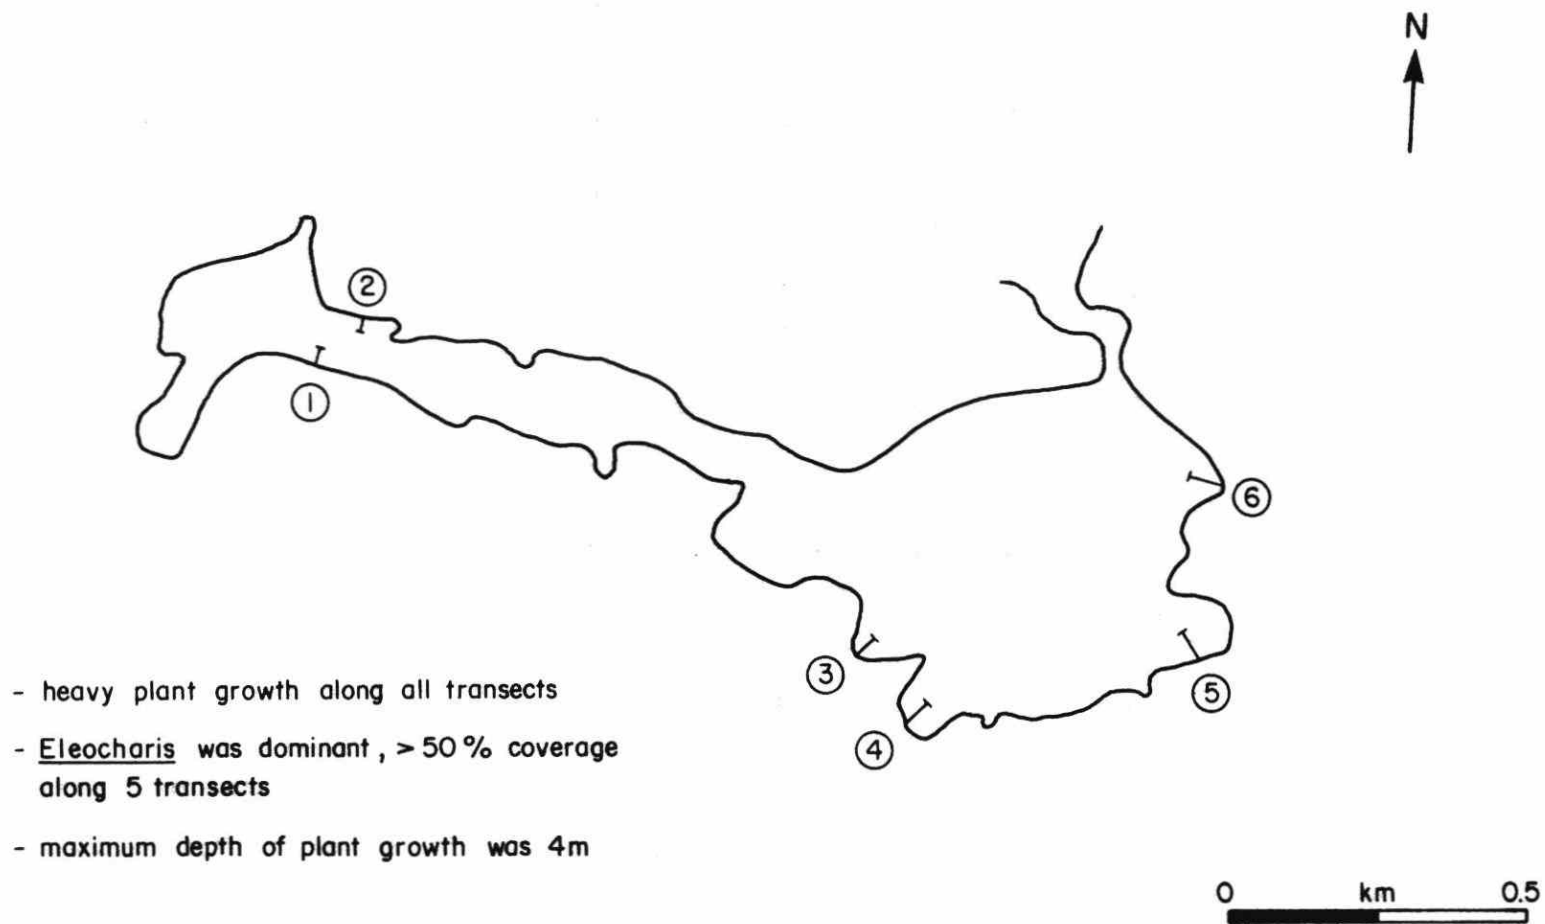 N
2
1
6
3
5
4
- heavy plant growth along all transects
- Eleocharis was dominant, > 50% coverage
along 5 transects
- maximum depth of plant growth was 4m
0 km 0.5